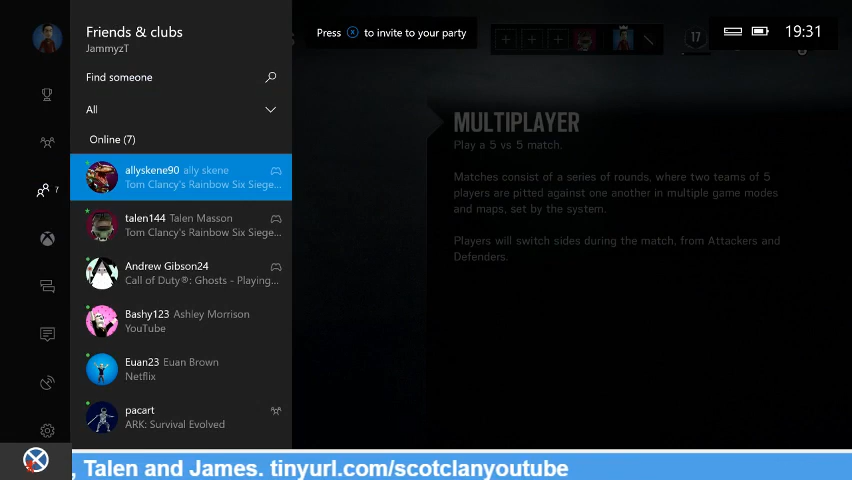 Friends & clubs
JammyzT
Find someone
All
Online (7)
7
allyskene90 ally skene
Tom Clancy's Rainbow Six Siege...
talen144 Talen Masson
Tom Clancy's Rainbow Six Siege...
Andrew Gibson24
Call of Duty®: Ghosts - Playing...
Bashy123 Ashley Morrison
YouTube
Euan23 Euan Brown
Netflix
pacart
ARK: Survival Evolved
Press X to invite to your party
17
19:31
MULTIPLAYER
Play a 5 vs 5 match.
Matches consist of a series of rounds, where two teams of 5
players are pitted against one another in multiple game modes
and maps, set by the system.
Players will switch sides during the match, from Attackers and
Defenders.
, Talen and James. tinyurl.com/scotclanyoutube